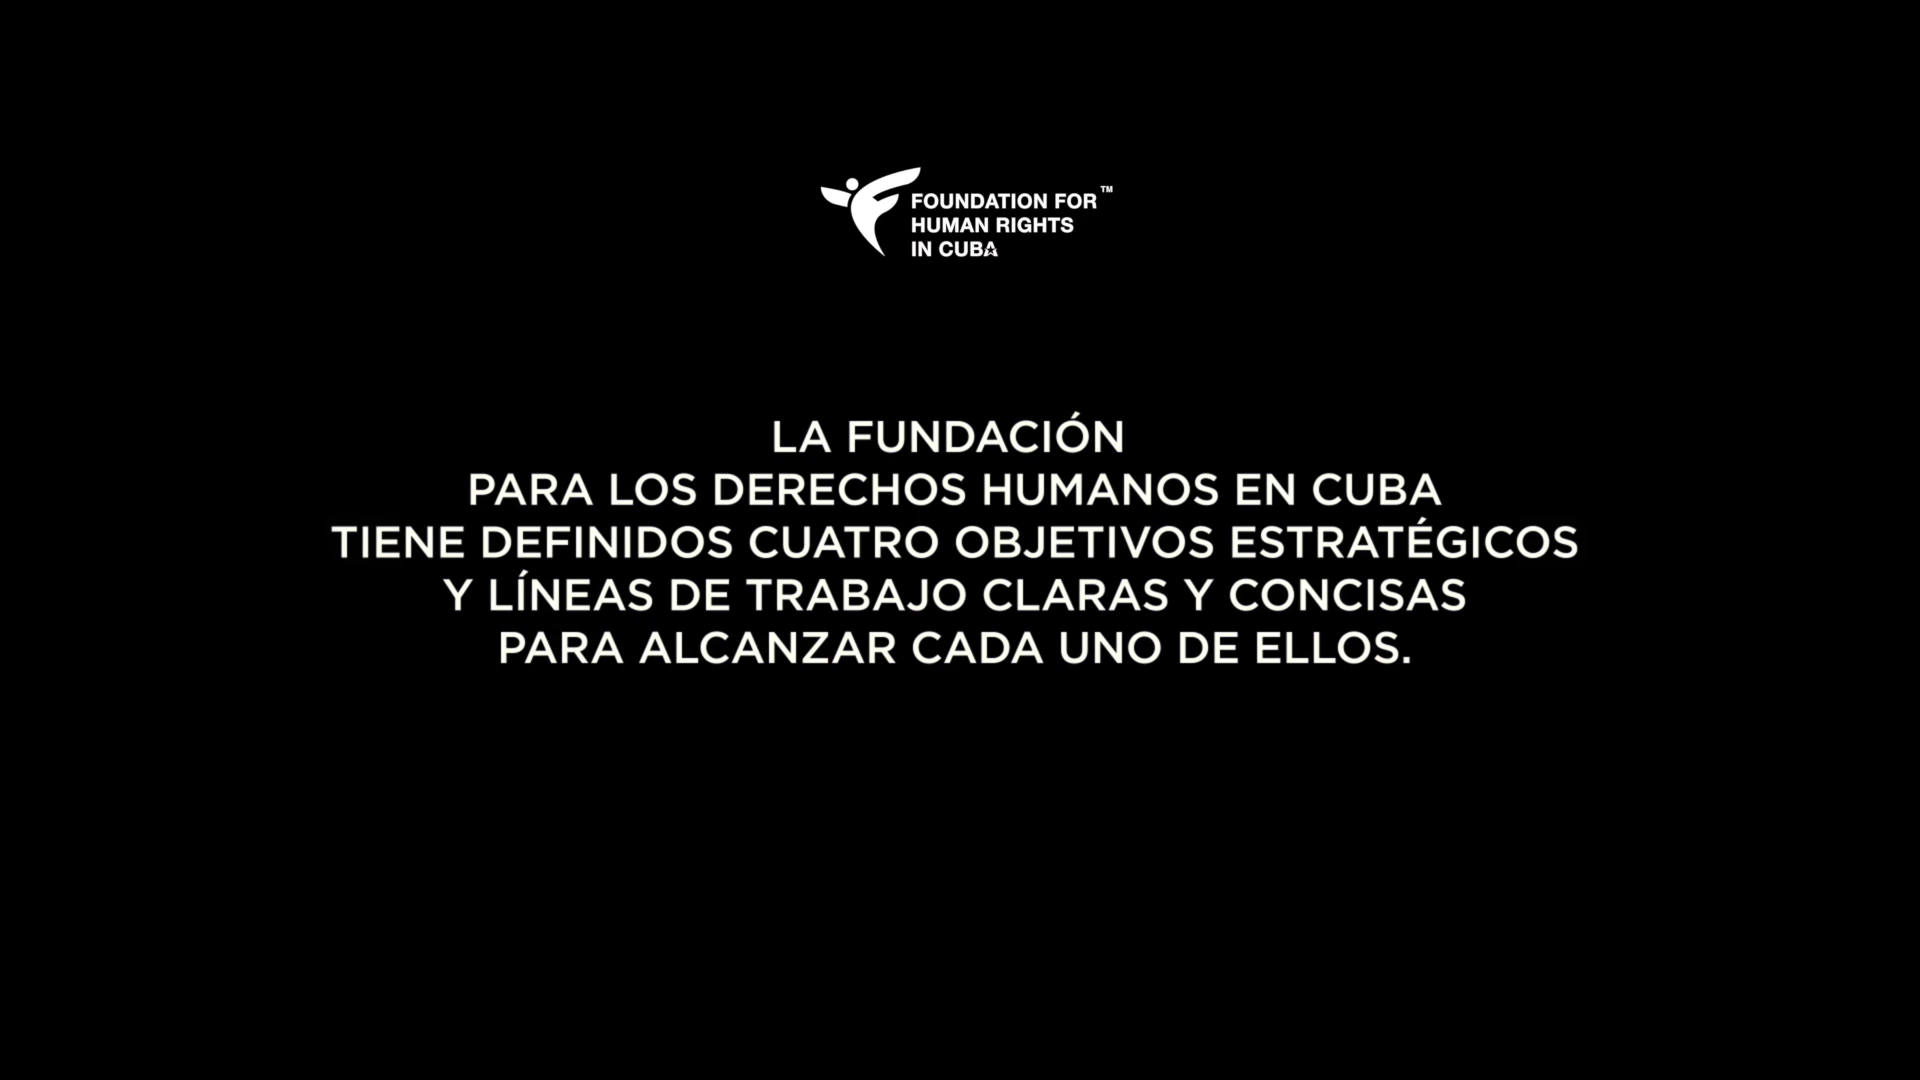 FOUNDATION FOR™
HUMAN RIGHTS
IN CUBA
LA FUNDACIÓN
PARA LOS DERECHOS HUMANOS EN CUBA
TIENE DEFINIDOS CUATRO OBJETIVOS ESTRATÉGICOS
Y LÍNEAS DE TRABAJO CLARAS Y CONCISAS
PARA ALCANZAR CADA UNO DE ELLOS.